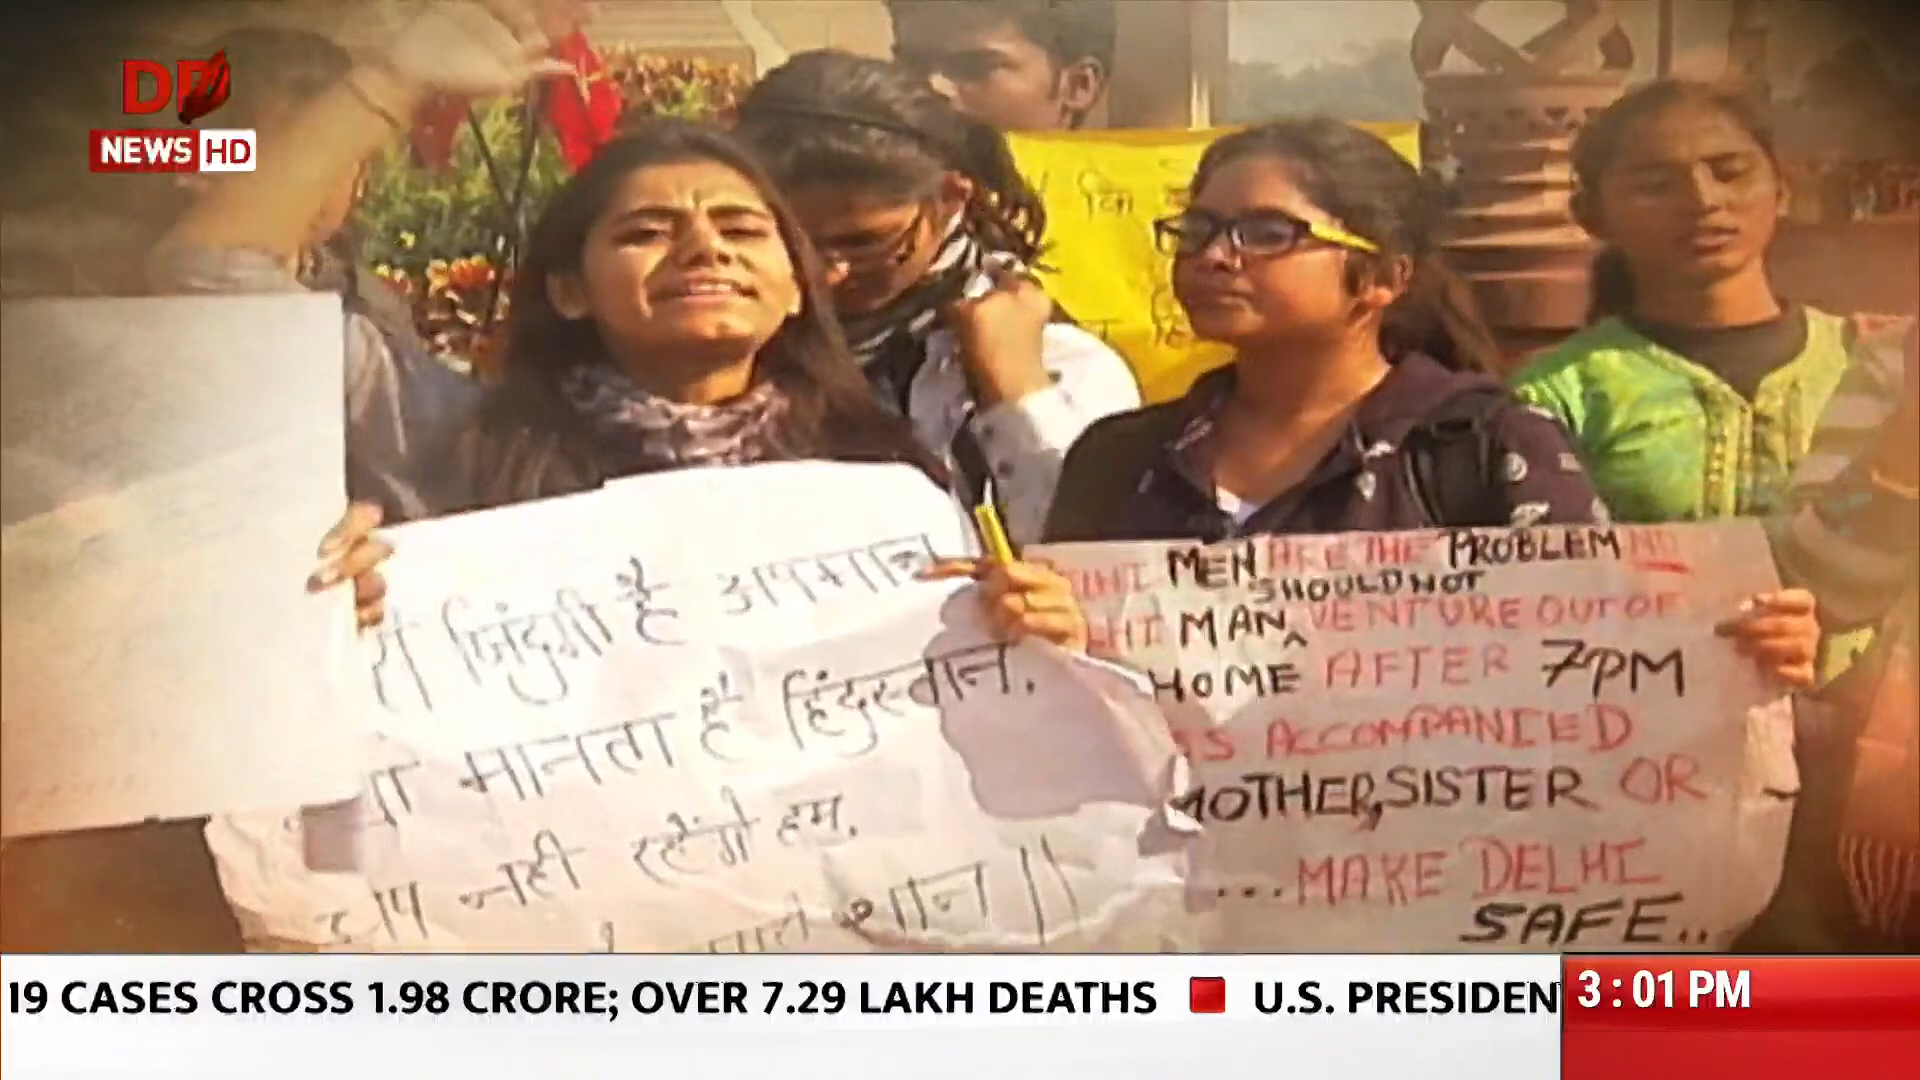 DD
NEWS HD
कि
री जिंदगी है अपमान
मानता है हिंदुस्तान.
चुप नही रहेंगे हम.
शान ||
MEN ARE THE PROBLEM NO
SHOULD NOT
MAN ^ VENTURE OUT OF
HOME AFTER 7PM
ACCOMPANIED
MOTHER, SISTER OR
...MAKE DELHI
SAFE..
19 CASES CROSS 1.98 CRORE; OVER 7.29 LAKH DEATHS U.S. PRESIDEN
3:01 PM